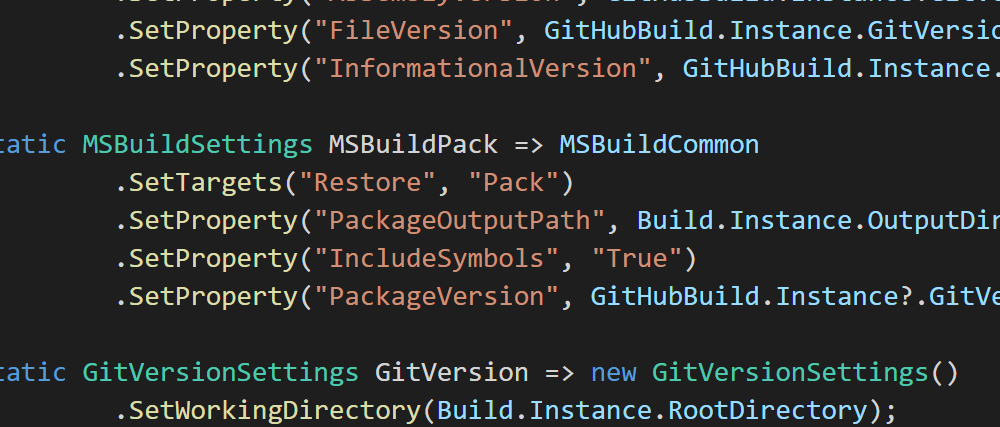 .SetProperty("FileVersion", GitHubBuild.Instance.GitVersio
.SetProperty("InformationalVersion", GitHubBuild.Instance.
tatic MSBuildSettings MSBuildPack => MSBuildCommon
.SetTargets("Restore", "Pack")
.SetProperty("PackageOutputPath", Build.Instance.OutputDir
.SetProperty("IncludeSymbols", "True")
.SetProperty("PackageVersion", GitHubBuild.Instance?.GitVe
tatic GitVersionSettings GitVersion => new GitVersionSettings()
.SetWorkingDirectory(Build.Instance.RootDirectory);